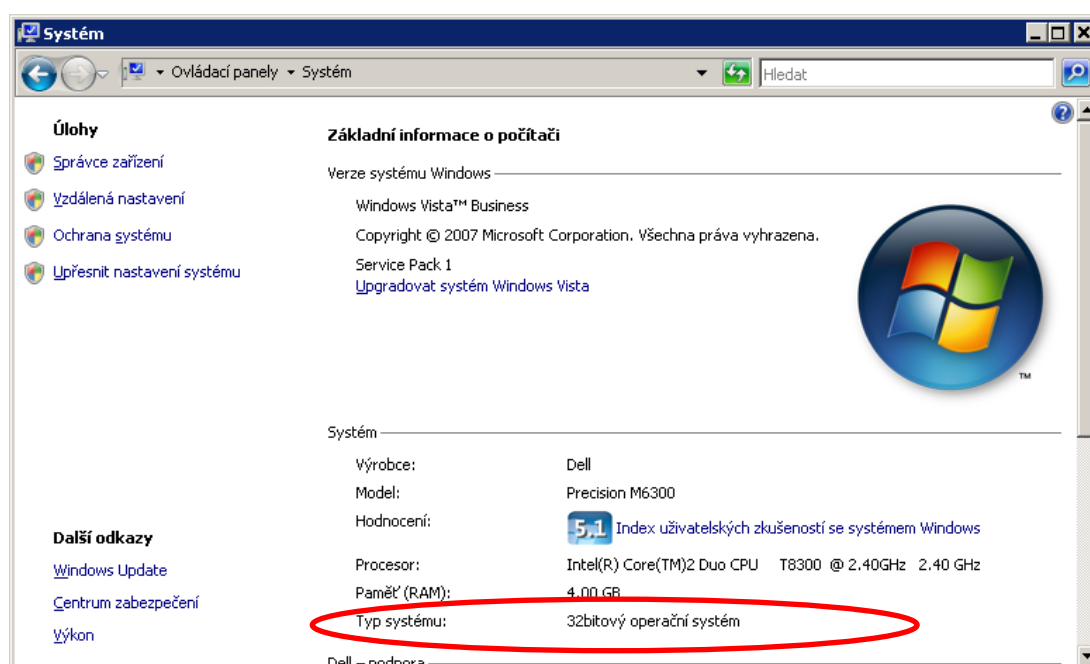 Systém
Ovládací panely Systém Hledat
Úlohy
Správce zařízení
Vzdálená nastavení
Ochrana systému
Upřesnit nastavení systému
Další odkazy
Windows Update
Centrum zabezpečení
Výkon
Základní informace o počítači
Verze systému Windows
Windows Vista™ Business
Copyright © 2007 Microsoft Corporation. Všechna práva vyhrazena.
Service Pack 1
Upgradovat systém Windows Vista
TM
Systém
Výrobce: Dell
Model: Precision M6300
Hodnocení: 5,1 Index uživatelských zkušeností se systémem Windows
Procesor: Intel(R) Core(TM)2 Duo CPU T8300 @ 2.40GHz 2.40 GHz
Paměť (RAM): 4,00 GB
Typ systému: 32bitový operační systém
Dell – podpora